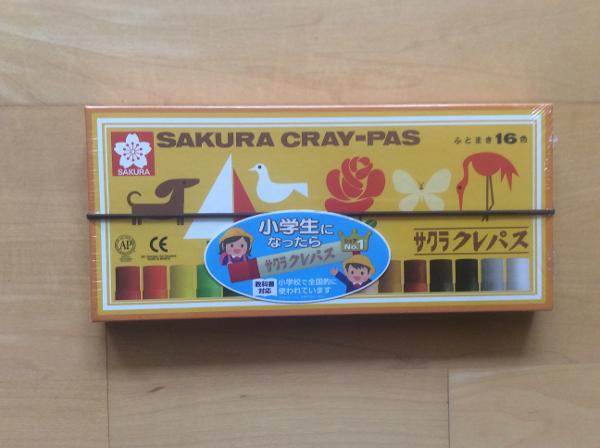 SAKURA CRAY-PAS
ふとまき16色
SAKURA
AP
CE
サクラクレパス
小学生に
なったら
サクラクレパス
No.1
教科書
対応
小学校で全国的に
使われています